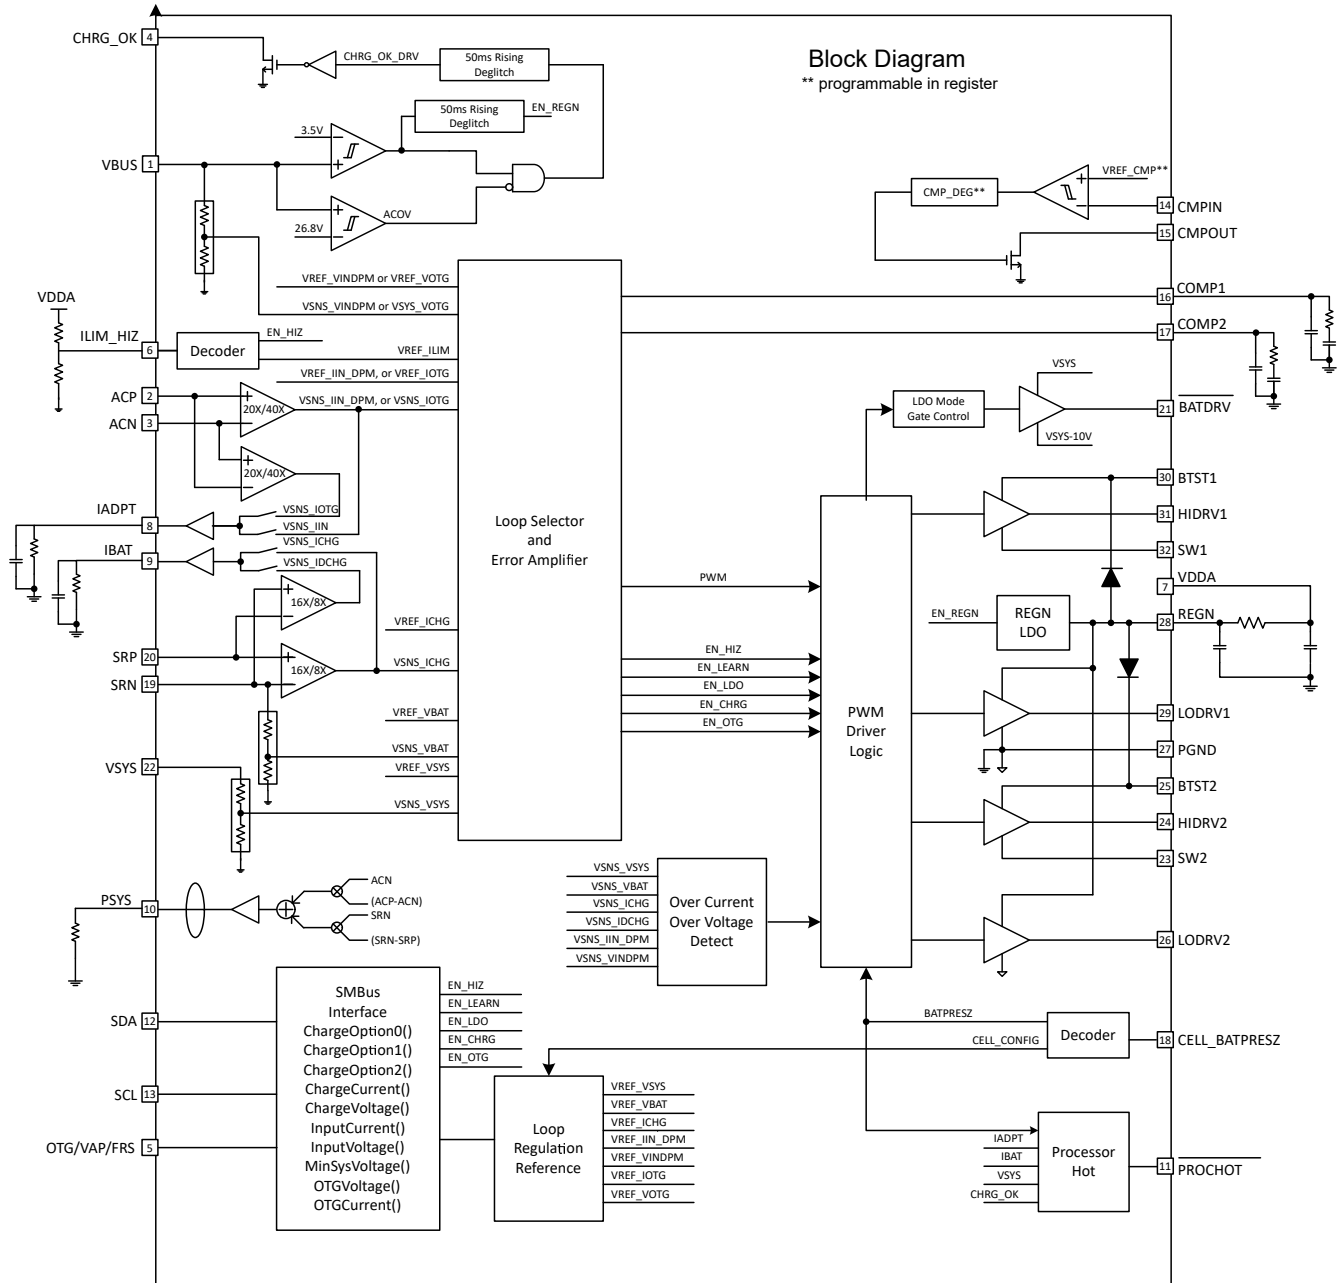 Block Diagram
** programmable in register
CHRG_OK
4
CHRG_OK_DRV
50ms Rising
Deglitch
50ms Rising
Deglitch
EN_REGN
3.5V
−
+
VBUS
1
+
26.8V
−
ACOV
VREF_CMP**
+
−
CMP_DEG**
14
CMPIN
15
CMPOUT
VREF_VINDPM or VREF_VOTG
VSNS_VINDPM or VSYS_VOTG
VDDA
ILIM_HIZ
6
Decoder
EN_HIZ
VREF_ILIM
VREF_IIN_DPM, or VREF_IOTG
VSNS_IIN_DPM, or VSNS_IOTG
ACP
2
ACN
3
+
20X/40X
−
+
20X/40X
−
IADPT
8
VSNS_IOTG
VSNS_IIN
IBAT
9
VSNS_ICHG
VSNS_IDCHG
+
16X/8X
−
VREF_ICHG
SRP
20
+
16X/8X
−
VSNS_ICHG
SRN
19
VREF_VBAT
VSNS_VBAT
VREF_VSYS
VSYS
22
VSNS_VSYS
Loop Selector
and
Error Amplifier
16
COMP1
17
COMP2
VSYS
LDO Mode
Gate Control
VSYS-10V
21
BATDRV
30
BTST1
31
HIDRV1
32
SW1
7
VDDA
PWM
EN_REGN
REGN
LDO
28
REGN
EN_HIZ
EN_LEARN
EN_LDO
EN_CHRG
EN_OTG
PWM
Driver
Logic
29
LODRV1
27
PGND
25
BTST2
24
HIDRV2
23
SW2
26
LODRV2
PSYS
10
ACN
(ACP-ACN)
SRN
(SRN-SRP)
VSNS_VSYS
VSNS_VBAT
VSNS_ICHG
VSNS_IDCHG
VSNS_IIN_DPM
VSNS_VINDPM
Over Current
Over Voltage
Detect
SDA
12
SCL
13
OTG/VAP/FRS
5
SMBus
Interface
ChargeOption0()
ChargeOption1()
ChargeOption2()
ChargeCurrent()
ChargeVoltage()
InputCurrent()
InputVoltage()
MinSysVoltage()
OTGVoltage()
OTGCurrent()
EN_HIZ
EN_LEARN
EN_LDO
EN_CHRG
EN_OTG
BATPRESZ
CELL_CONFIG
Decoder
18
CELL_BATPRESZ
Loop
Regulation
Reference
VREF_VSYS
VREF_VBAT
VREF_ICHG
VREF_IIN_DPM
VREF_VINDPM
VREF_IOTG
VREF_VOTG
IADPT
IBAT
VSYS
CHRG_OK
Processor
Hot
11
PROCHOT